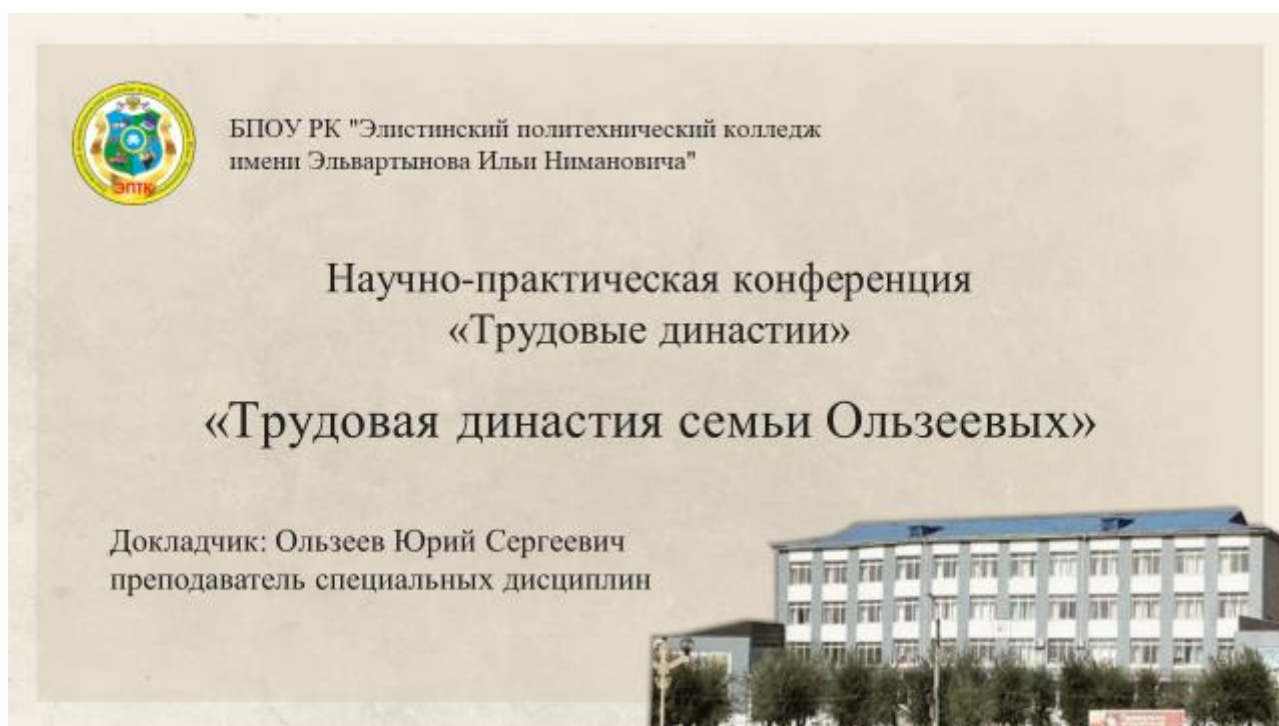 БПОУ РК "Элистинский политехнический колледж
имени Эльвартынова Ильи Нимановича"
ЭПТК
Научно-практическая конференция
«Трудовые династии»
«Трудовая династия семьи Ользеевых»
Докладчик: Ользеев Юрий Сергеевич
преподаватель специальных дисциплин